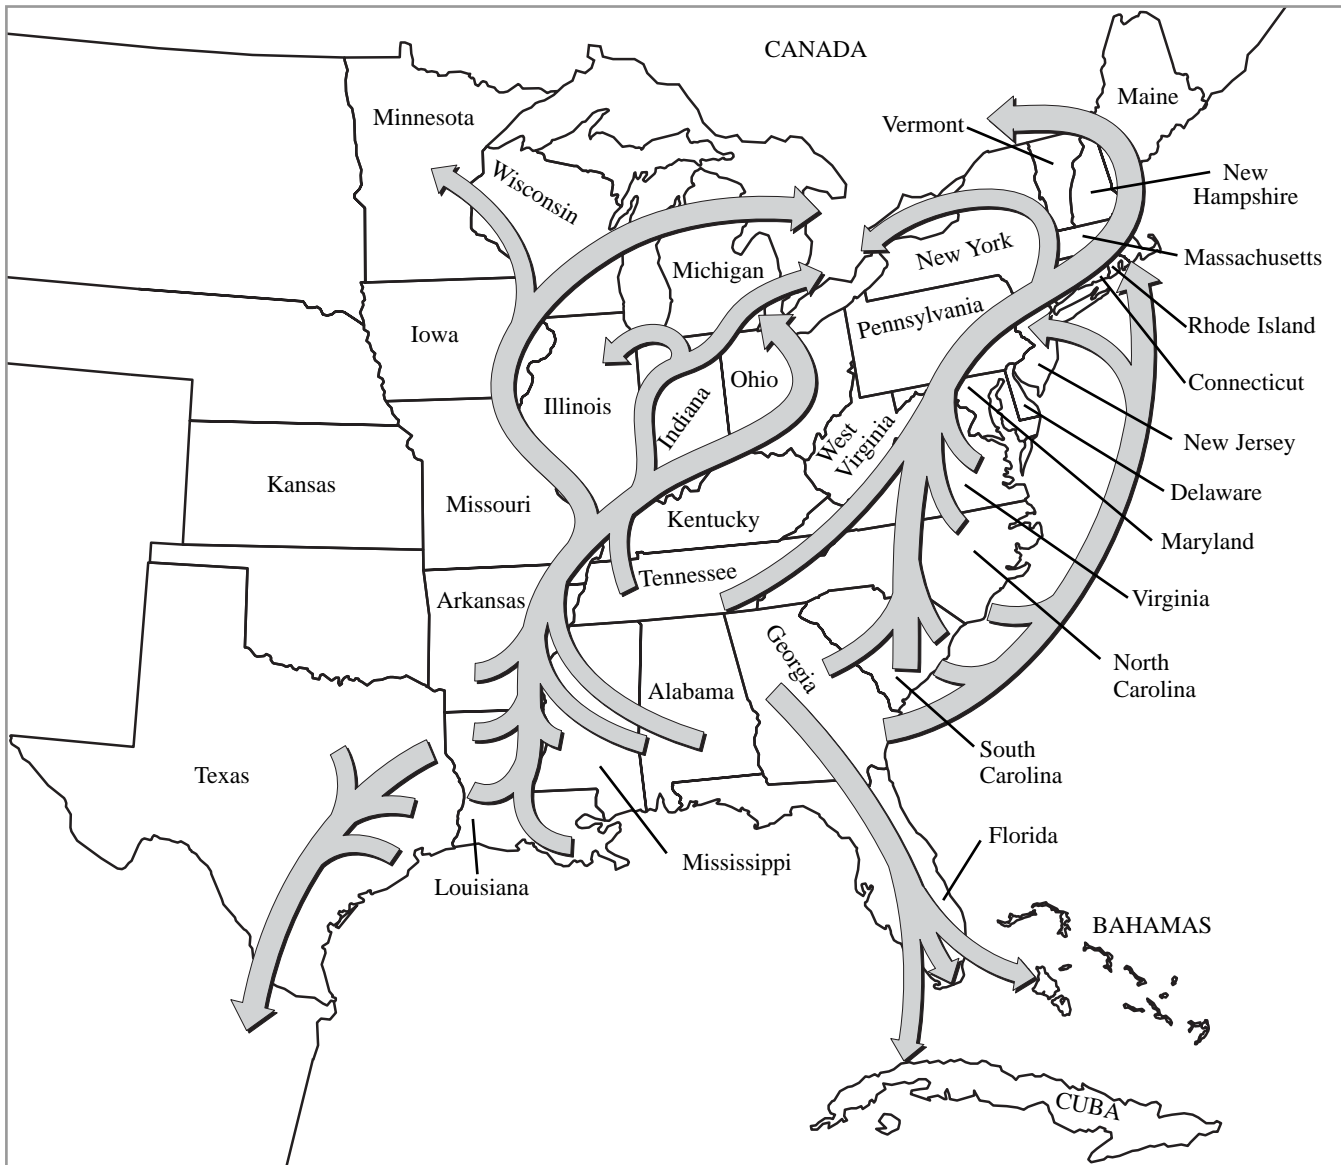 CANADA
Maine
Minnesota
Vermont
New
Hampshire
Wisconsin
Massachusetts
New York
Michigan
Pennsylvania
Rhode Island
Iowa
Connecticut
Ohio
Illinois
Indiana
New Jersey
West
Virginia
Kansas
Delaware
Missouri
Kentucky
Maryland
Tennessee
Arkansas
Virginia
Georgia
North
Carolina
Alabama
South
Carolina
Texas
Florida
Mississippi
Louisiana
BAHAMAS
CUBA